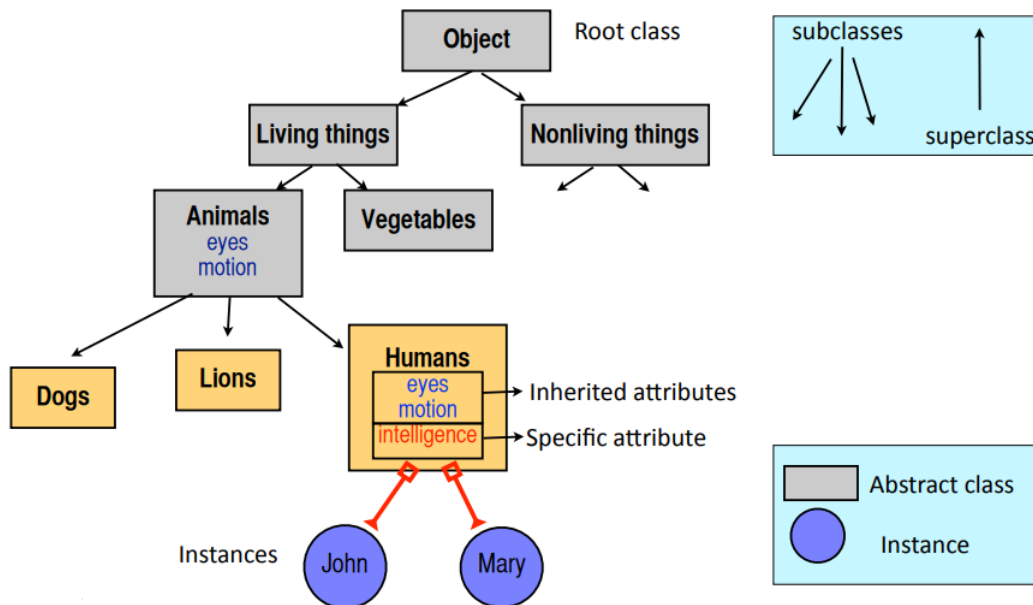 Object
Root class
subclasses
superclass
Living things
Nonliving things
Animals
eyes
motion
Vegetables
Dogs
Lions
Humans
eyes
motion
intelligence
Inherited attributes
Specific attribute
Instances
John
Mary
Abstract class
Instance